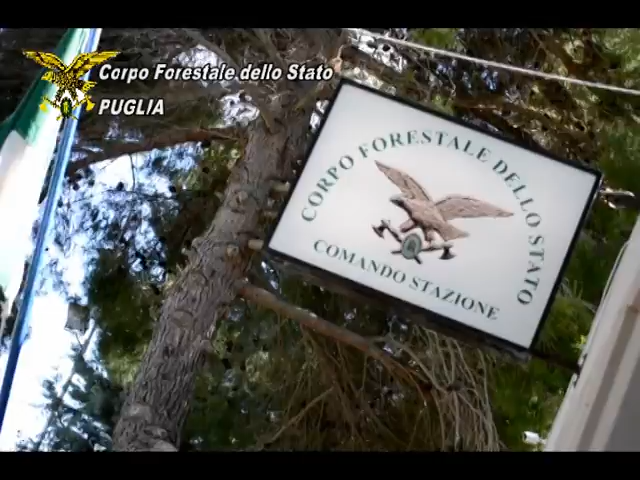 Corpo Forestale dello Stato
PUGLIA
CORPO FORESTALE DELLO STATO
COMANDO STAZIONE